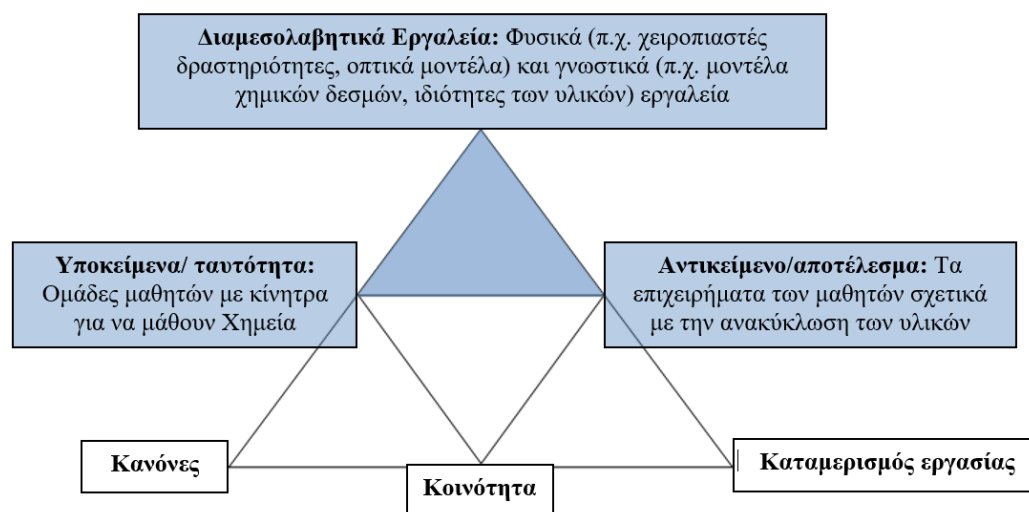 Διαμεσολαβητικά Εργαλεία: Φυσικά (π.χ. χειροπιαστές
δραστηριότητες, οπτικά μοντέλα) και γνωστικά (π.χ. μοντέλα
χημικών δεσμών, ιδιότητες των υλικών) εργαλεία
Υποκείμενα/ ταυτότητα:
Ομάδες μαθητών με κίνητρα
για να μάθουν Χημεία
Αντικείμενο/αποτέλεσμα: Τα
επιχειρήματα των μαθητών σχετικά
με την ανακύκλωση των υλικών
Κανόνες
Κοινότητα
Καταμερισμός εργασίας